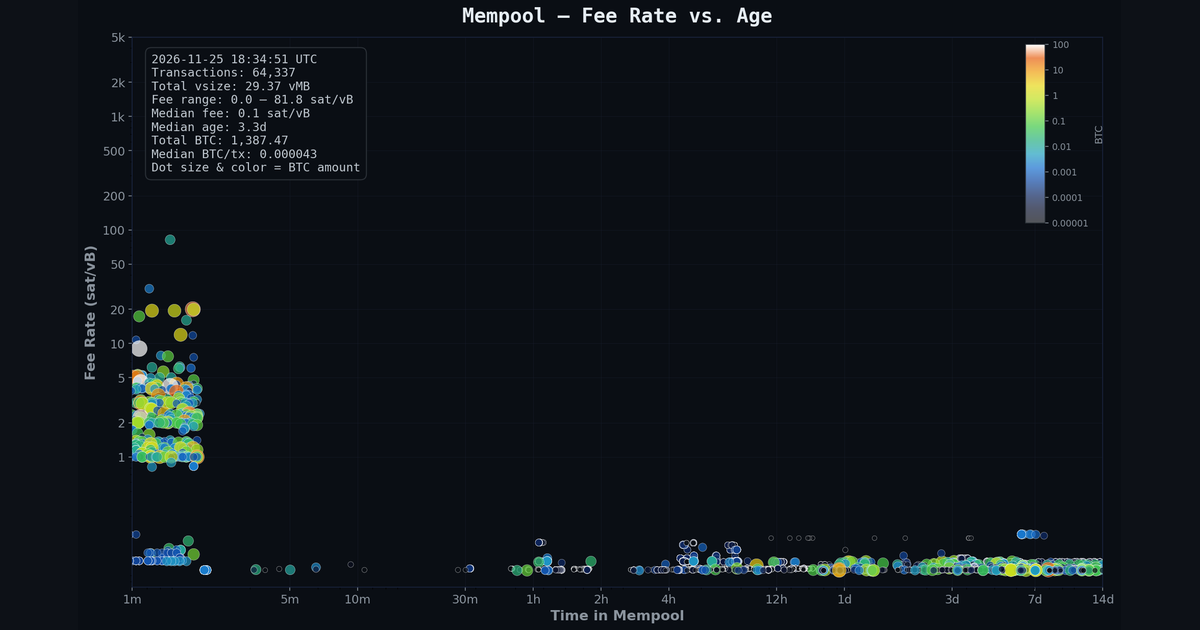 Mempool — Fee Rate vs. Age
2026-11-25 18:34:51 UTC
Transactions: 64,337
Total vsize: 29.37 vMB
Fee range: 0.0 – 81.8 sat/vB
Median fee: 0.1 sat/vB
Median age: 3.3d
Total BTC: 1,387.47
Median BTC/tx: 0.000043
Dot size & color = BTC amount
100
10
1
0.1
0.01
0.001
0.0001
0.00001
BTC
Fee Rate (sat/vB)
5k
2k
1k
500
200
100
50
20
10
5
2
1
1m 5m 10m 30m 1h 2h 4h 12h 1d 3d 7d 14d
Time in Mempool